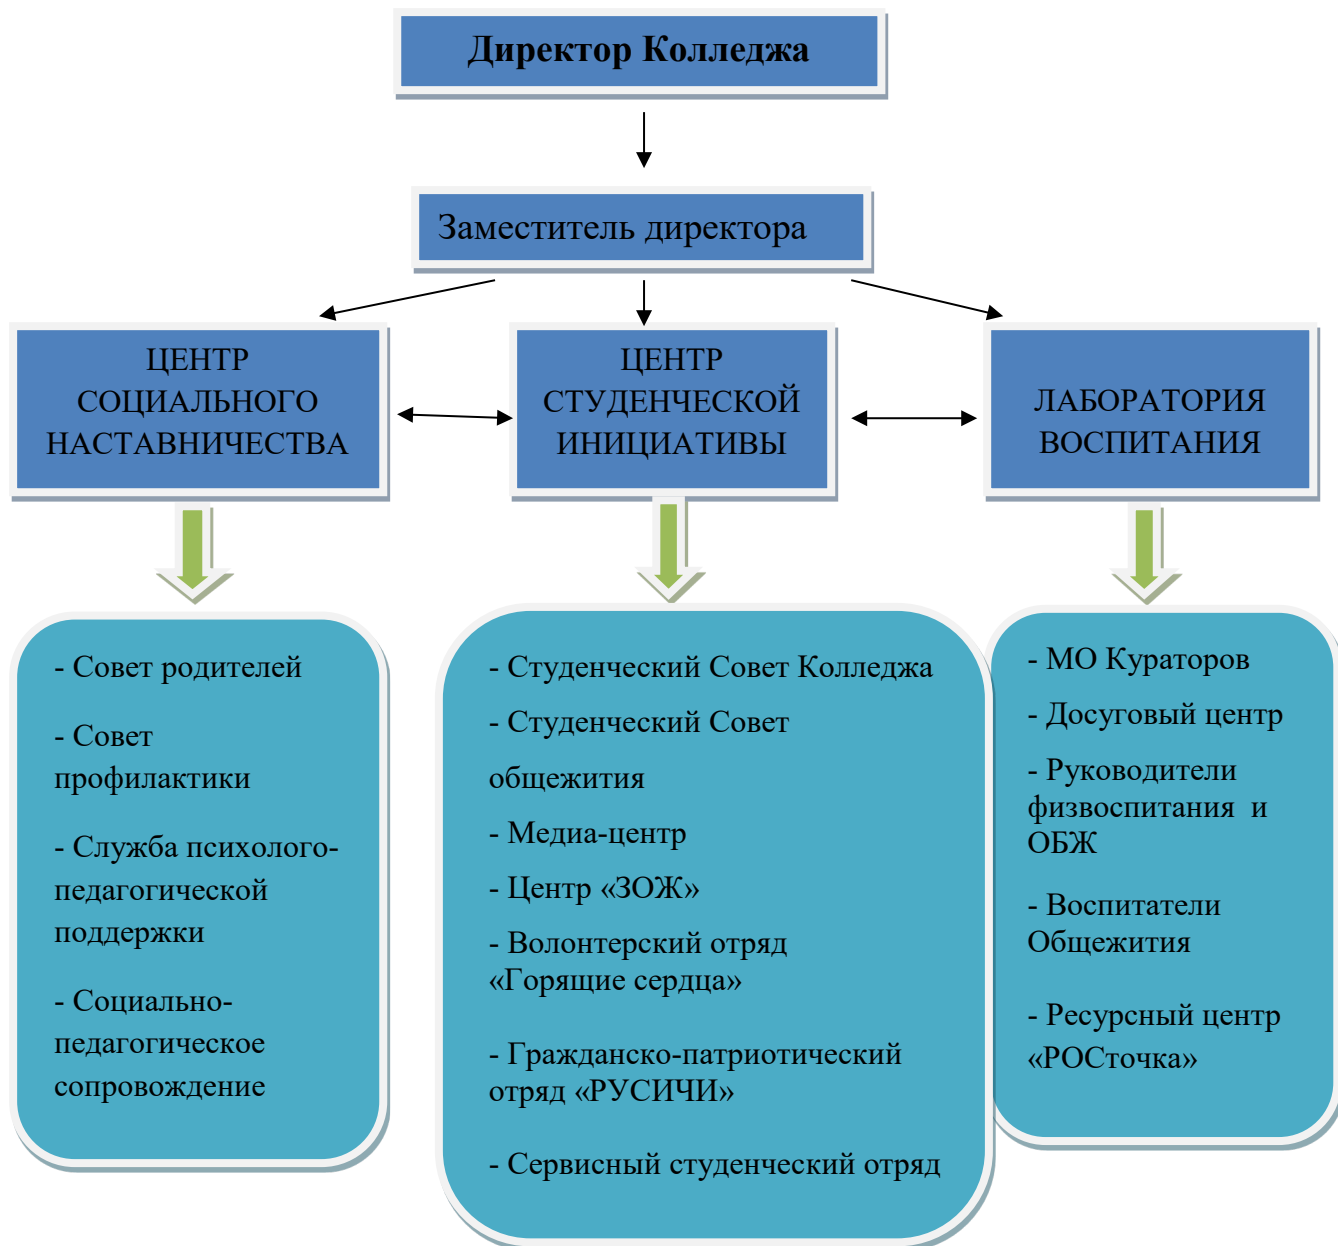 Директор Колледжа
Заместитель директора
ЦЕНТР
СОЦИАЛЬНОГО
НАСТАВНИЧЕСТВА
ЦЕНТР
СТУДЕНЧЕСКОЙ
ИНИЦИАТИВЫ
ЛАБОРАТОРИЯ
ВОСПИТАНИЯ
- Совет родителей
- Совет
профилактики
- Служба психолого-
педагогической
поддержки
- Социально-
педагогическое
сопровождение
- Студенческий Совет Колледжа
- Студенческий Совет
общежития
- Медиа-центр
- Центр «ЗОЖ»
- Волонтерский отряд
«Горящие сердца»
- Гражданско-патриотический
отряд «РУСИЧИ»
- Сервисный студенческий отряд
- МО Кураторов
- Досуговый центр
- Руководители
физвоспитания и
ОБЖ
- Воспитатели
Общежития
- Ресурсный центр
«РОСточка»